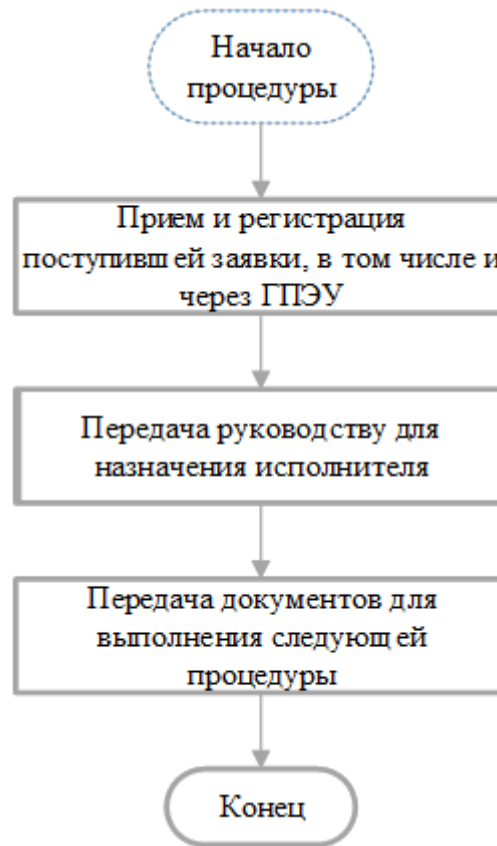 Начало
процедуры
Прием и регистрация
поступившей заявки, в том числе и
через ГПЭУ
Передача руководству для
назначения исполнителя
Передача документов для
выполнения следующей
процедуры
Конец